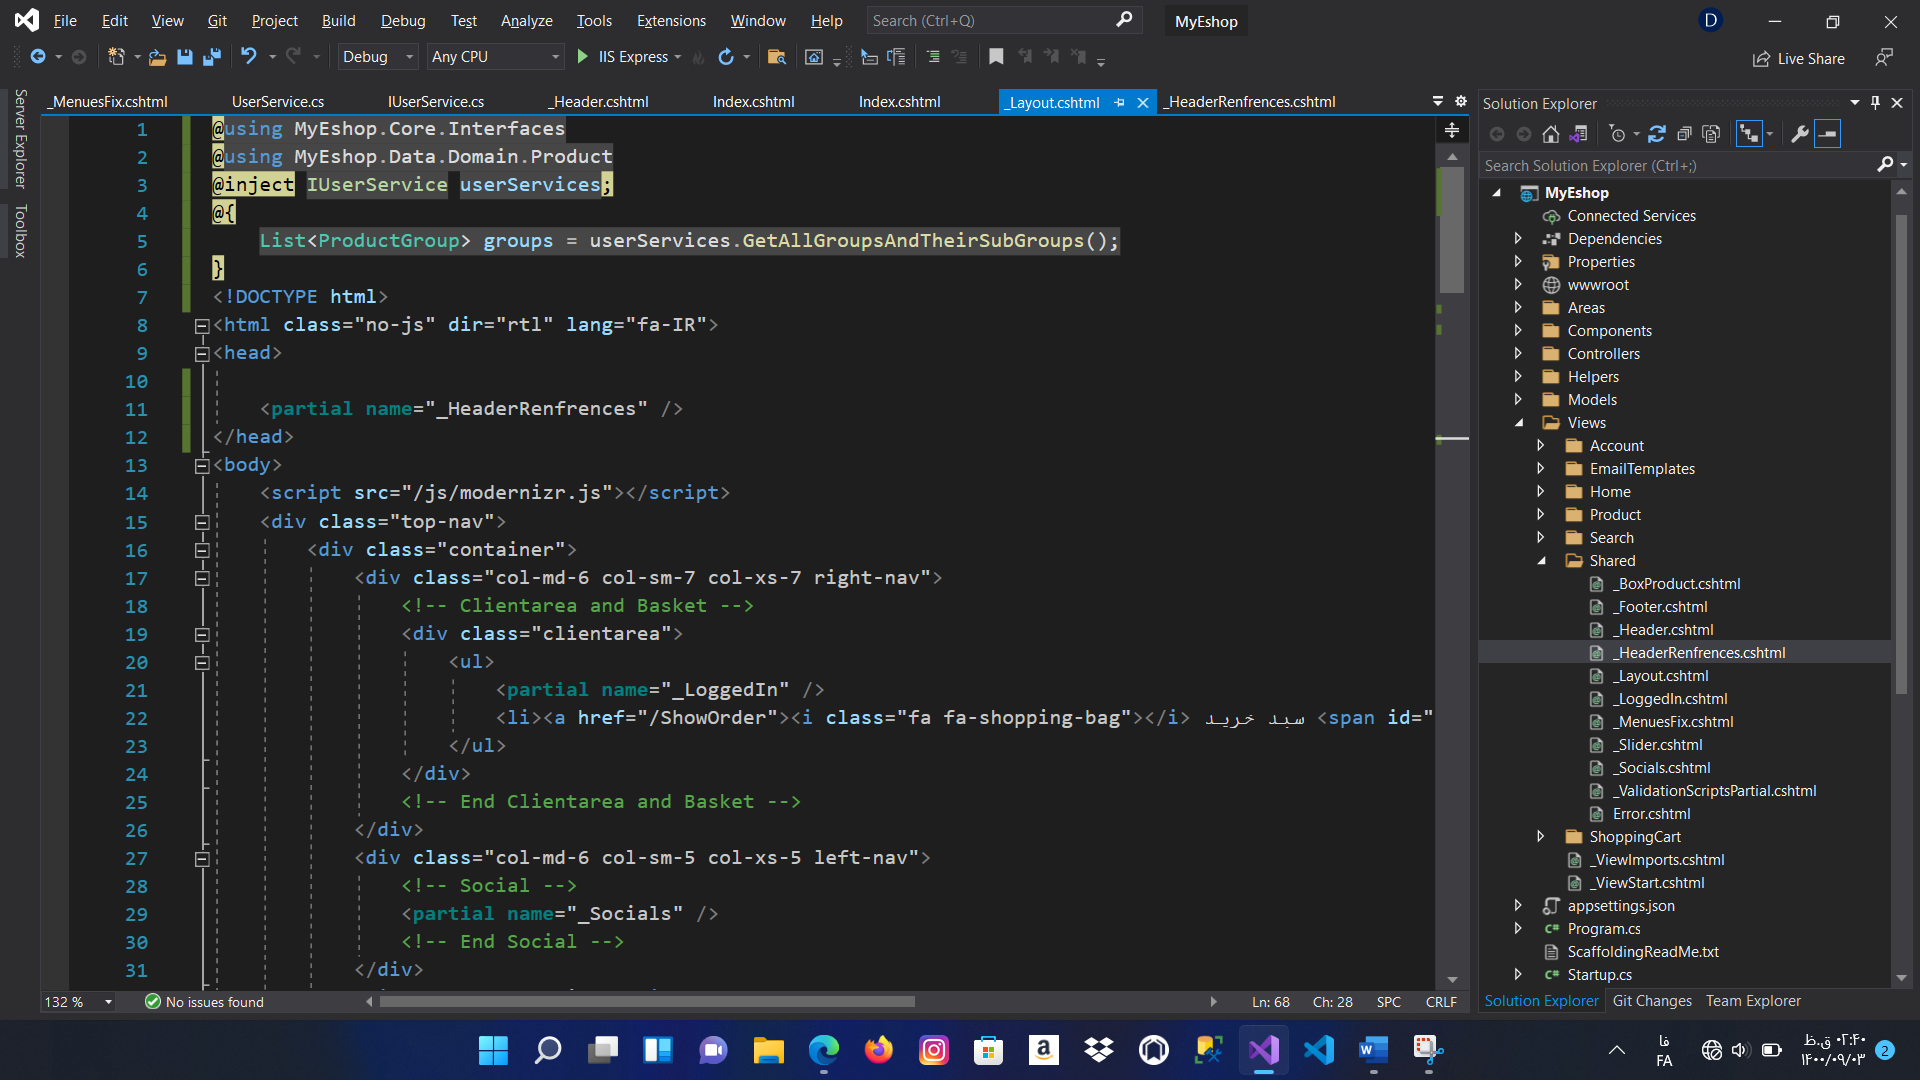 File Edit View Git Project Build Debug Test Analyze Tools Extensions Window Help Search (Ctrl+Q) MyEshop D
Debug Any CPU IIS Express Live Share
Server Explorer
Toolbox
_MenuesFix.cshtml UserService.cs IUserService.cs _Header.cshtml Index.cshtml Index.cshtml _Layout.cshtml _HeaderRenfrences.cshtml
1 @using MyEshop.Core.Interfaces
2 @using MyEshop.Data.Domain.Product
3 @inject IUserService userServices;
4 @{
5 List<ProductGroup> groups = userServices.GetAllGroupsAndTheirSubGroups();
6 }
7 <!DOCTYPE html>
8 <html class="no-js" dir="rtl" lang="fa-IR">
9 <head>
10
11 <partial name="_HeaderRenfrences" />
12 </head>
13 <body>
14 <script src="/js/modernizr.js"></script>
15 <div class="top-nav">
16 <div class="container">
17 <div class="col-md-6 col-sm-7 col-xs-7 right-nav">
18 <!-- Clientarea and Basket -->
19 <div class="clientarea">
20 <ul>
21 <partial name="_LoggedIn" />
22 <li><a href="/ShowOrder"><i class="fa fa-shopping-bag"></i> سبد خرید <span id="
23 </ul>
24 </div>
25 <!-- End Clientarea and Basket -->
26 </div>
27 <div class="col-md-6 col-sm-5 col-xs-5 left-nav">
28 <!-- Social -->
29 <partial name="_Socials" />
30 <!-- End Social -->
31 </div>
132 % No issues found Ln: 68 Ch: 28 SPC CRLF
Solution Explorer
Search Solution Explorer (Ctrl+;)
MyEshop
Connected Services
Dependencies
Properties
wwwroot
Areas
Components
Controllers
Helpers
Models
Views
Account
EmailTemplates
Home
Product
Search
Shared
_BoxProduct.cshtml
_Footer.cshtml
_Header.cshtml
_HeaderRenfrences.cshtml
_Layout.cshtml
_LoggedIn.cshtml
_MenuesFix.cshtml
_Slider.cshtml
_Socials.cshtml
_ValidationScriptsPartial.cshtml
Error.cshtml
ShoppingCart
_ViewImports.cshtml
_ViewStart.cshtml
appsettings.json
Program.cs
ScaffoldingReadMe.txt
Startup.cs
Solution Explorer Git Changes Team Explorer
فا
FA
۰۲:۴۰ ق.ظ
۱۴۰۰/۰۹/۰۳
2